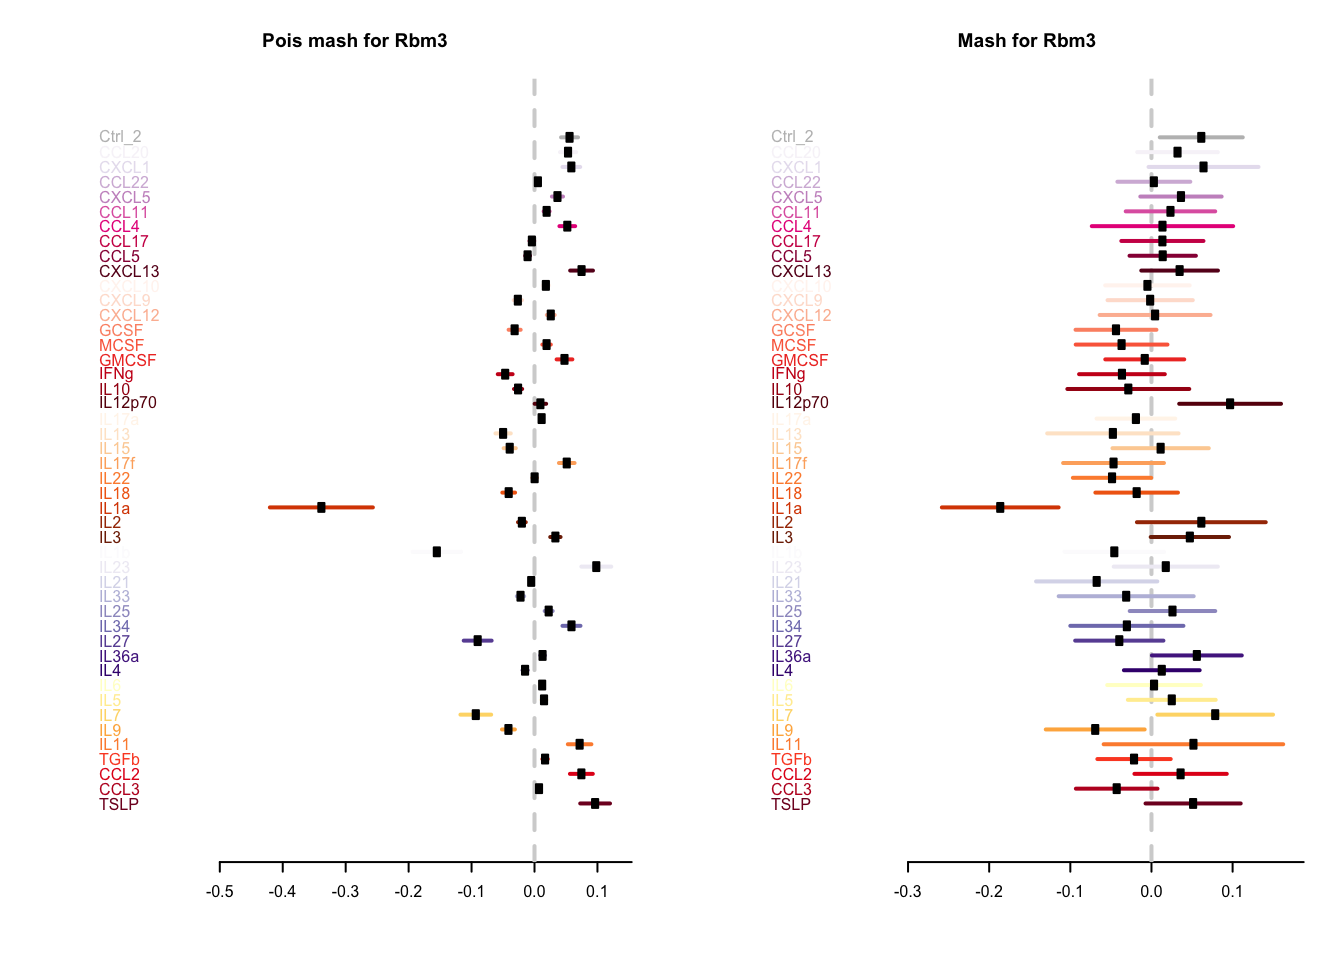 Pois mash for Rbm3
Ctrl_2
CCL20
CXCL1
CCL22
CXCL5
CCL11
CCL4
CCL17
CCL5
CXCL13
CXCL10
CXCL9
CXCL12
GCSF
MCSF
GMCSF
IFNg
IL10
IL12p70
IL13
IL15
IL17f
IL22
IL18
IL1a
IL2
IL3
IL23
IL21
IL33
IL25
IL34
IL27
IL36a
IL4
IL5
IL7
IL9
IL11
TGFb
CCL2
CCL3
TSLP
-0.5 -0.4 -0.3 -0.2 -0.1 0.0 0.1
Mash for Rbm3
Ctrl_2
CCL20
CXCL1
CCL22
CXCL5
CCL11
CCL4
CCL17
CCL5
CXCL13
CXCL10
CXCL9
CXCL12
GCSF
MCSF
GMCSF
IFNg
IL10
IL12p70
IL13
IL15
IL17f
IL22
IL18
IL1a
IL2
IL3
IL23
IL21
IL33
IL25
IL34
IL27
IL36a
IL4
IL5
IL7
IL9
IL11
TGFb
CCL2
CCL3
TSLP
-0.3 -0.2 -0.1 0.0 0.1